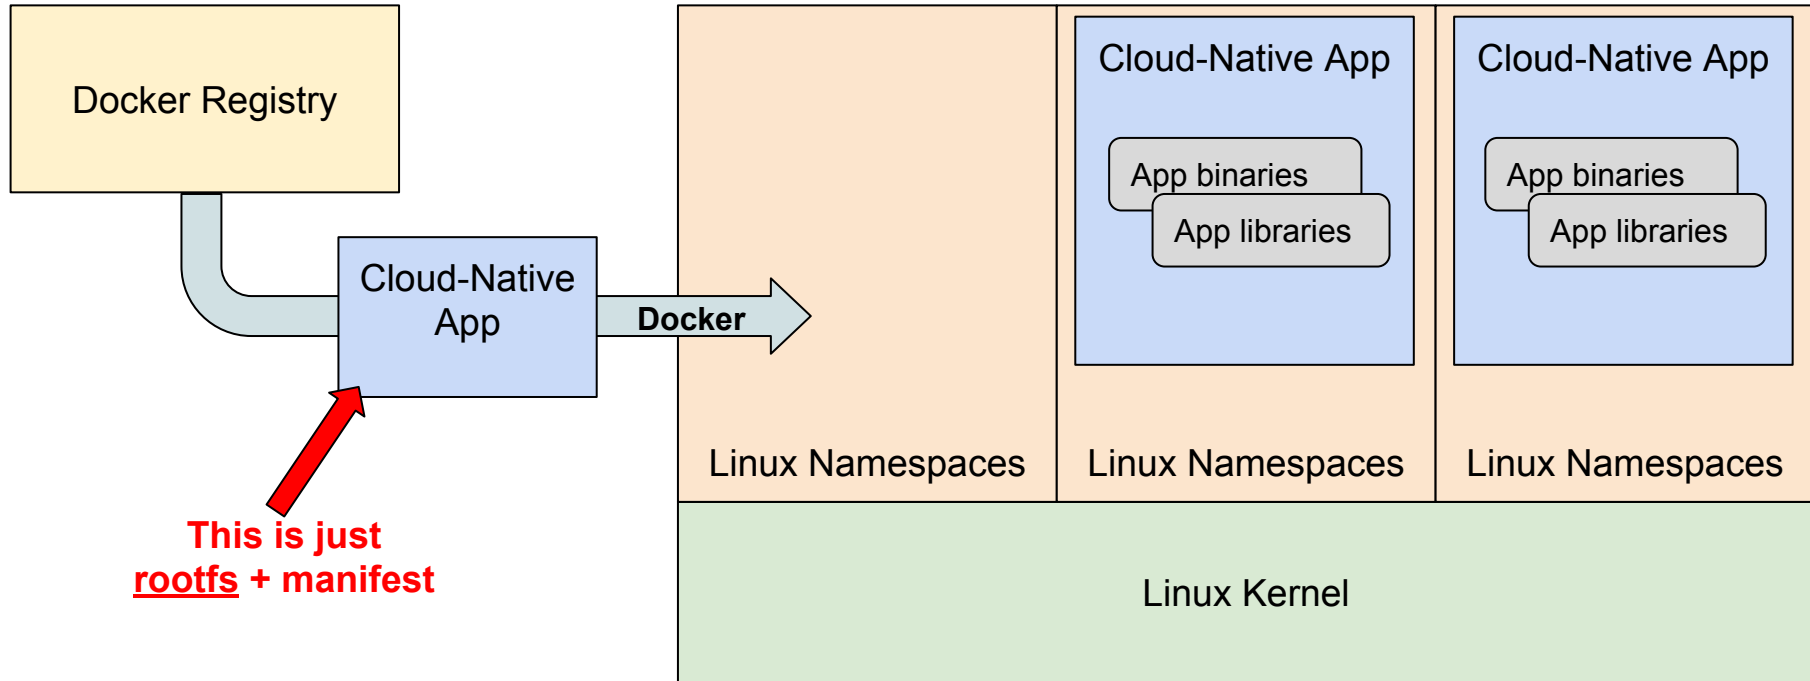 Docker Registry
Cloud-Native
App
Docker
This is just
rootfs + manifest
Linux Namespaces
Cloud-Native App
App binaries
App libraries
Linux Namespaces
Cloud-Native App
App binaries
App libraries
Linux Namespaces
Linux Kernel